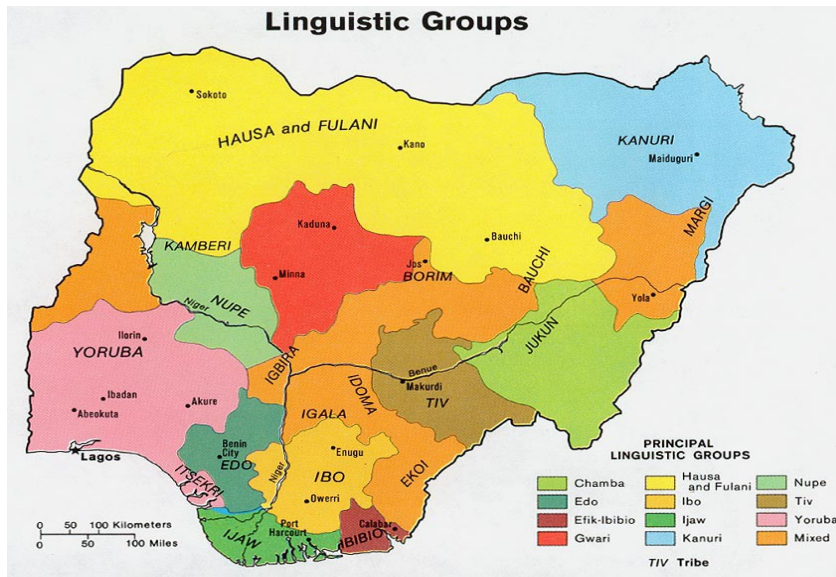 Linguistic Groups
Sokoto
HAUSA and FULANI
Kano
KANURI
Maiduguri
MARGI
Kaduna
Bauchi
KAMBERI
Jos
BORIM
BAUCHI
Minna
Yola
Niger
NUPE
JUKUN
Ilorin
YORUBA
IGBIRA
Benue
Makurdi
IDOMA
TIV
Ibadan
Akure
Abeokuta
IGALA
Benin
City
EDO
Enugu
Lagos
ITSEKRI
Niger
IBO
EKOI
Owerri
Port
Harcourt
Calabar
IJAW
IBIBIO
0 50 100 Kilometers
0 50 100 Miles
PRINCIPAL
LINGUISTIC GROUPS
Chamba
Edo
Efik-Ibibio
Gwari
Hausa
and Fulani
Ibo
Ijaw
Kanuri
Nupe
Tiv
Yoruba
Mixed
TIV Tribe